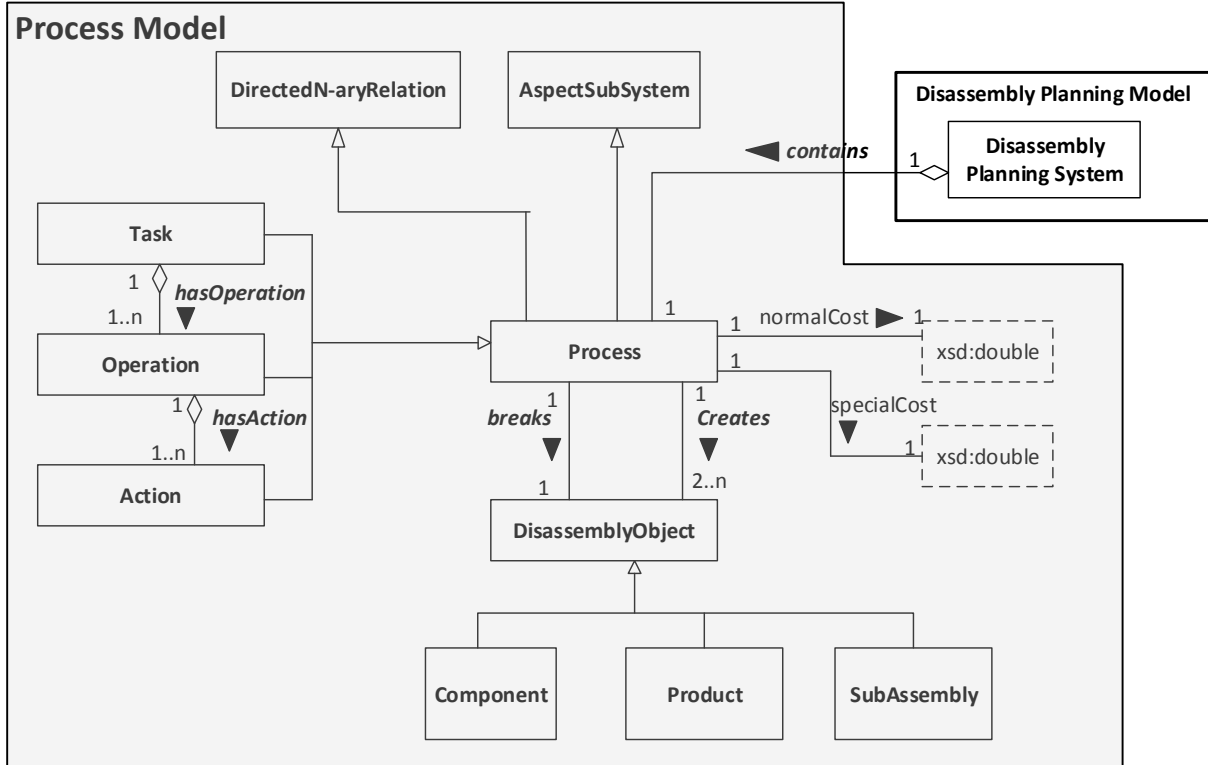 Process Model
DirectedN-aryRelation
AspectSubSystem
Disassembly Planning Model
Disassembly
Planning System
contains
1
Task
1
hasOperation
1..n
Operation
1
hasAction
1..n
Action
Process
1
1
normalCost
1
xsd:double
1
specialCost
1
xsd:double
1
breaks
1
1
Creates
2..n
DisassemblyObject
Component
Product
SubAssembly